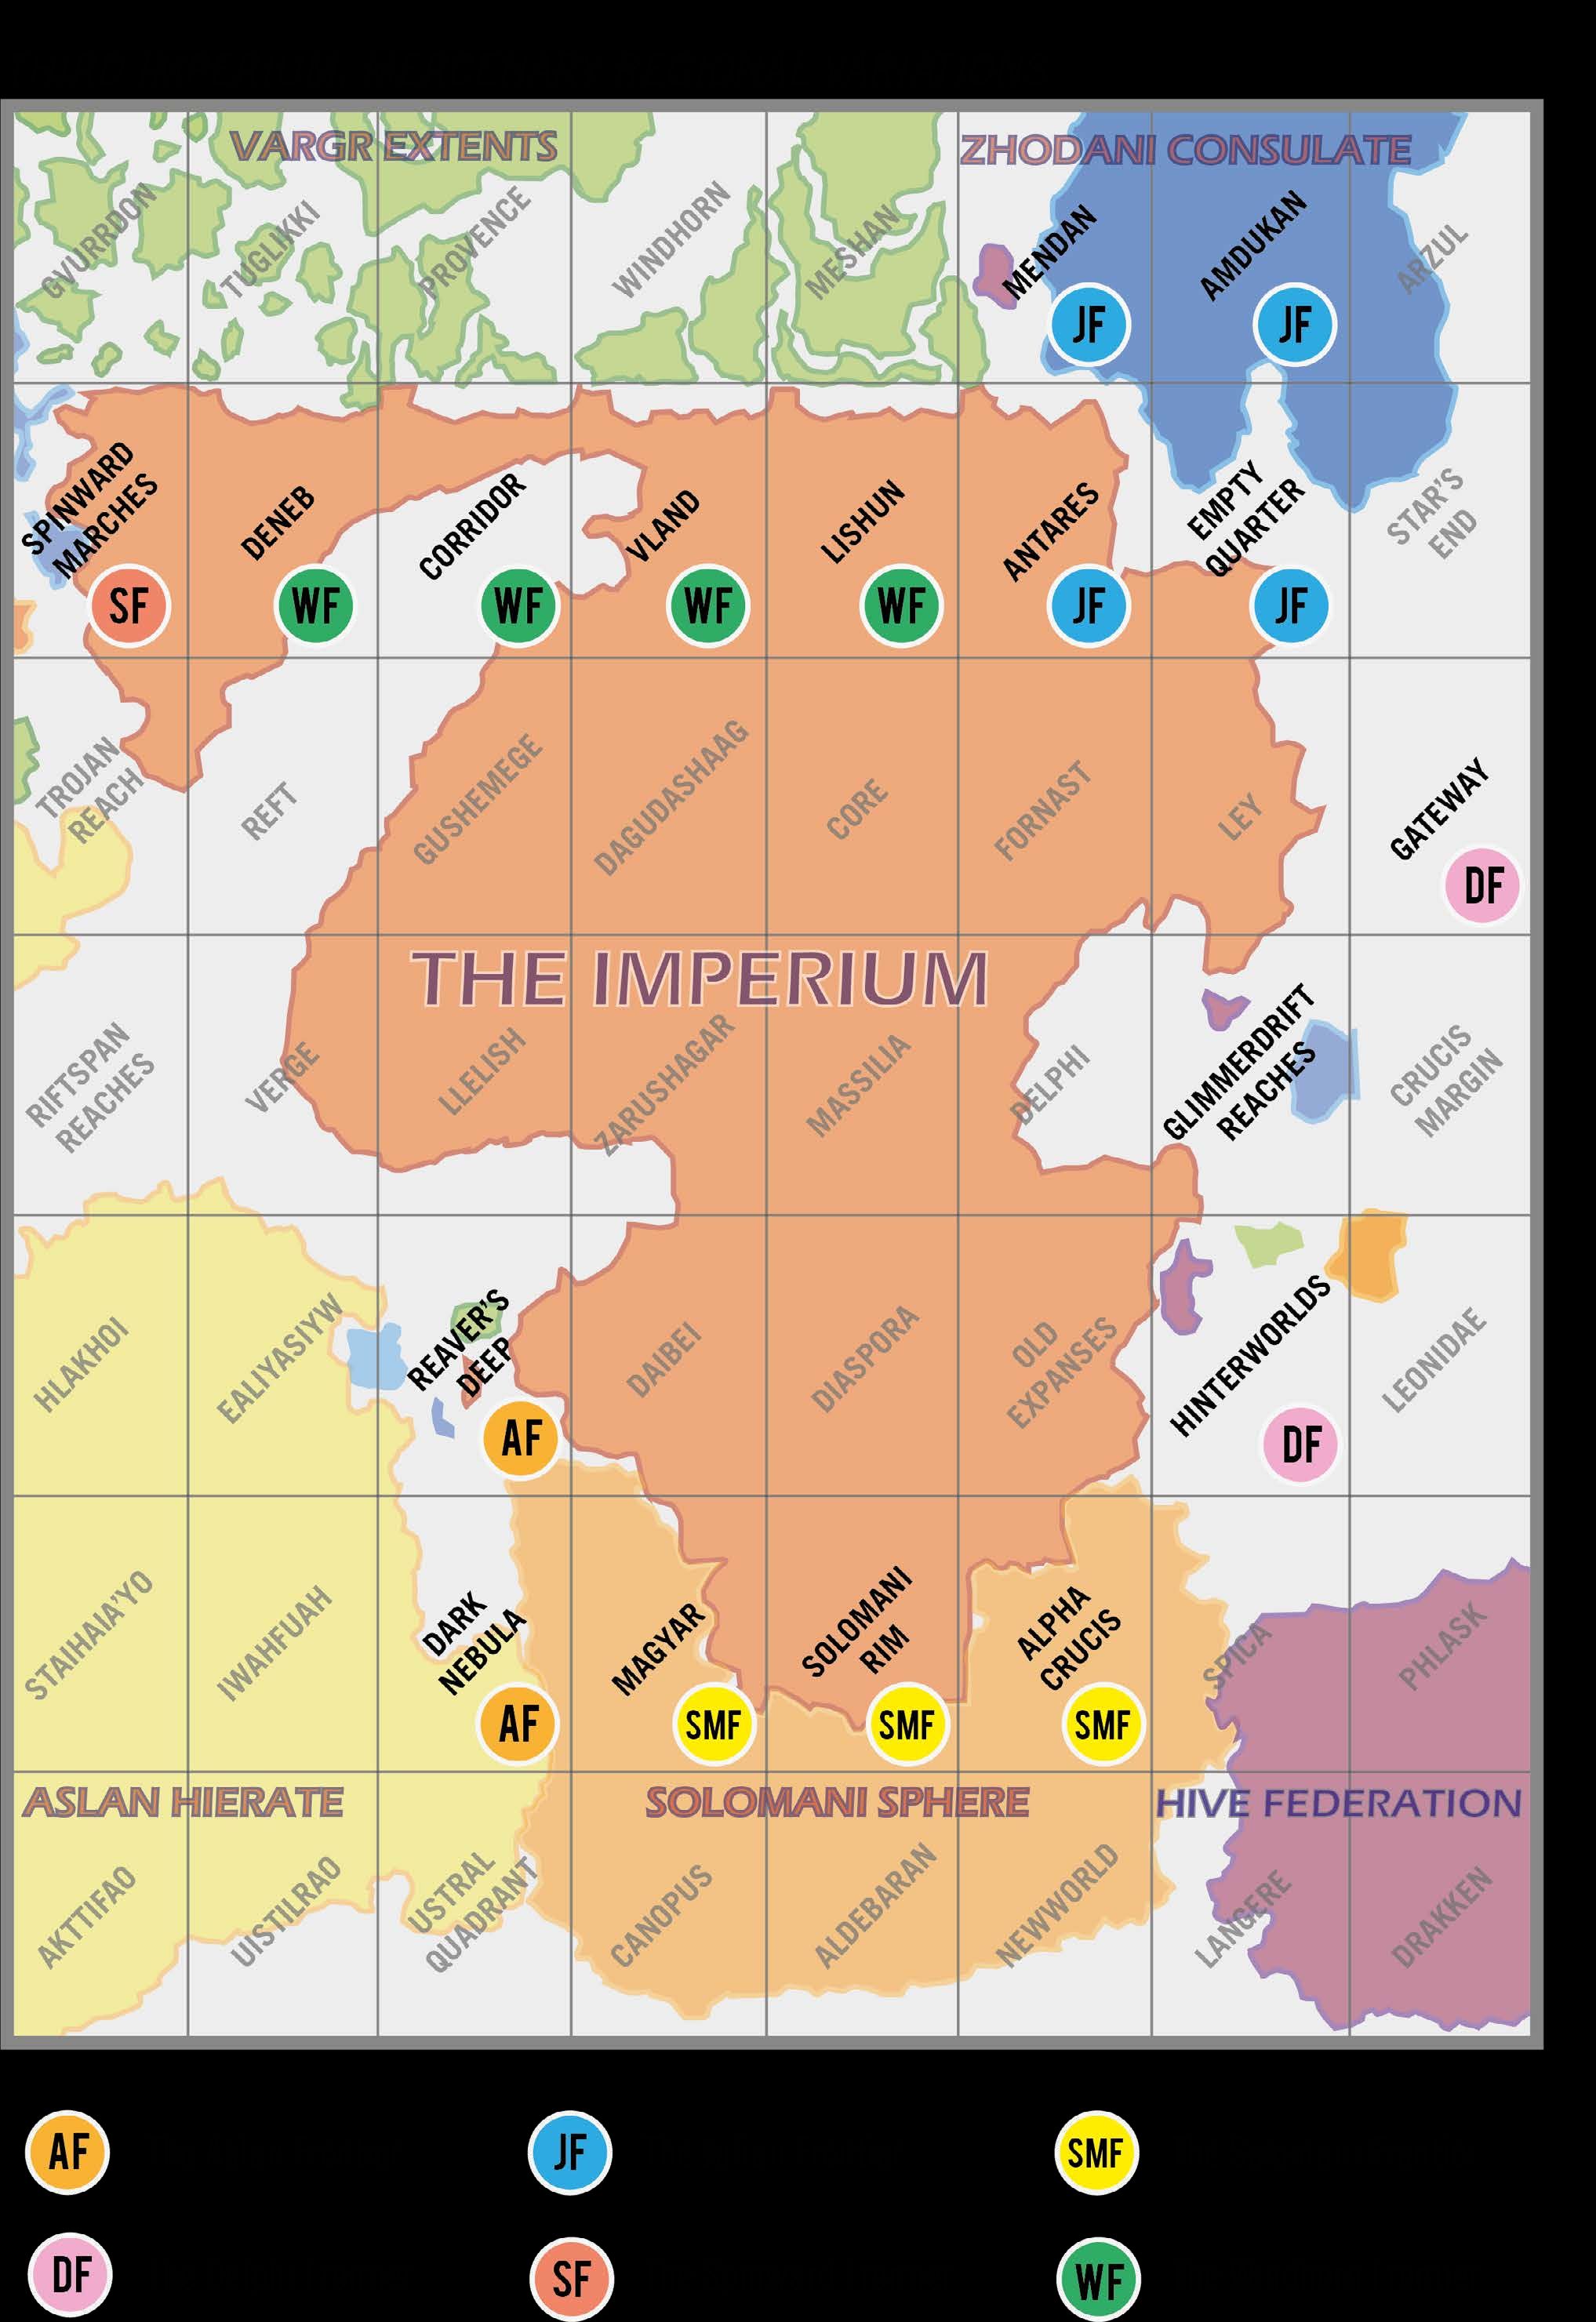 VARGR EXTENTS
ZHODANI CONSULATE
GVURRDON
TUGLIKKI
PROVENCE
WINDHORN
MESHAN
MENDAN
JF
AMDUKAN
JF
ARZUL
SPINWARD
MARCHES
SF
DENEB
WF
CORRIDOR
WF
VLAND
WF
LISHUN
WF
ANTARES
JF
EMPTY
QUARTER
JF
STAR'S
END
TROJAN
REACH
REFT
GUSHEMEGE
DAGUDASHAAG
CORE
FORNAST
LEY
GATEWAY
DF
THE IMPERIUM
RIFTSPAN
REACHES
VERGE
LLELISH
ZARUSHAGAR
MASSILIA
DELPHI
GLIMMERDRIFT
REACHES
CRUCIS
MARGIN
HLAKHOI
EALIYASIYW
REAVER'S
DEEP
AF
DAIBEI
DIASPORA
OLD
EXPANSES
HINTERWORLDS
DF
LEONIDAE
STAIHAIA'YO
IWAHFUAH
DARK
NEBULA
AF
MAGYAR
SMF
SOLOMANI
RIM
SMF
ALPHA
CRUCIS
SMF
SPICA
PHLASK
ASLAN HIERATE
SOLOMANI SPHERE
HIVE FEDERATION
AKTTIFAO
UISTILRAO
USTRAL
QUADRANT
CANOPUS
ALDEBARAN
NEWWORLD
LANGERE
DRAKKEN
AF
JF
SMF
DF
SF
WF